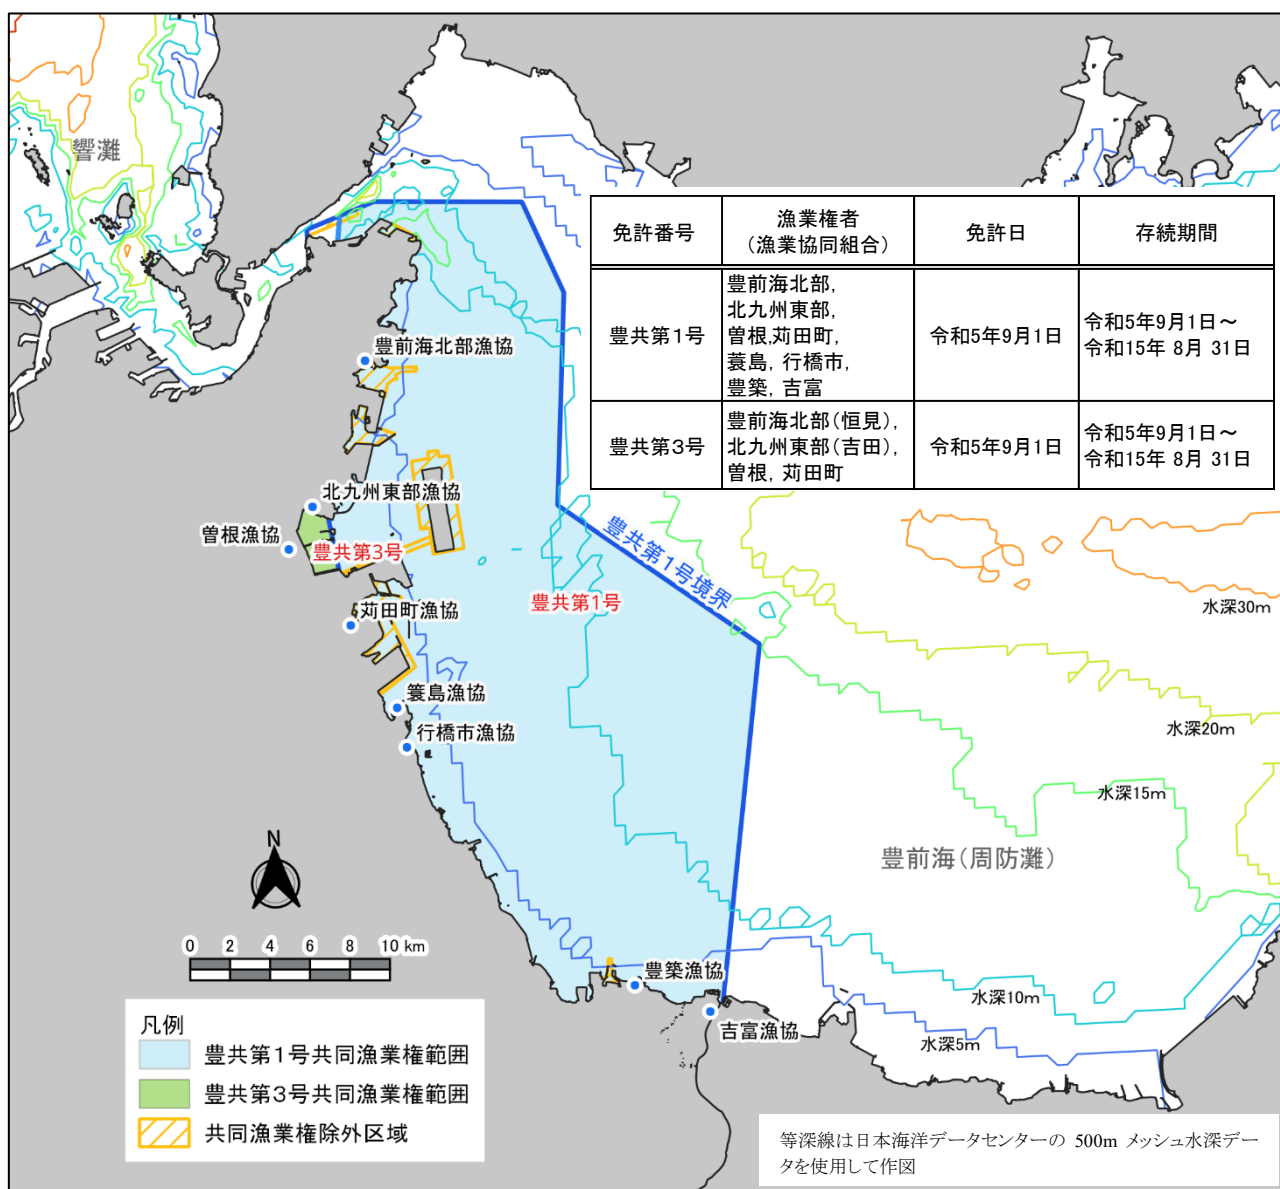 響灘
免許番号
漁業権者
（漁業協同組合）
免許日
存続期間
豊共第1号
豊前海北部，
北九州東部，
曽根，苅田町，
蓑島，行橋市，
豊築，吉富
令和5年9月1日
令和5年9月1日～
令和15年 8月 31日
豊共第3号
豊前海北部（恒見），
北九州東部（吉田），
曽根，苅田町
令和5年9月1日
令和5年9月1日～
令和15年 8月 31日
豊前海北部漁協
北九州東部漁協
曽根漁協
豊共第3号
豊共第1号境界
豊共第1号
苅田町漁協
水深30m
簑島漁協
行橋市漁協
水深20m
水深15m
豊前海（周防灘）
N
0 2 4 6 8 10 km
豊築漁協
吉富漁協
水深10m
水深5m
凡例
豊共第１号共同漁業権範囲
豊共第３号共同漁業権範囲
共同漁業権除外区域
等深線は日本海洋データセンターの 500m メッシュ水深デー
タを使用して作図